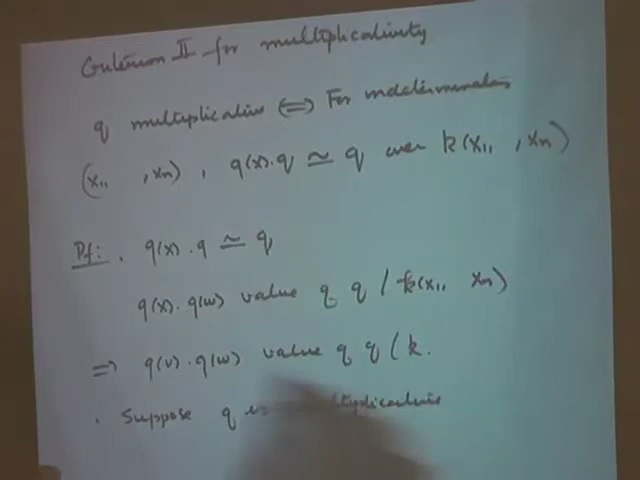 Criterion II for multiplicativity
q multiplicative ⟺ For indeterminates
(x₁, , xₙ), q(x).q ≃ q over k(x₁, , xₙ)
Pf: . q(x).q ≃ q
q(x).q(w) value of q / k(x₁, xₙ)
⟹ q(v).q(w) value of q / k.
. Suppose q is